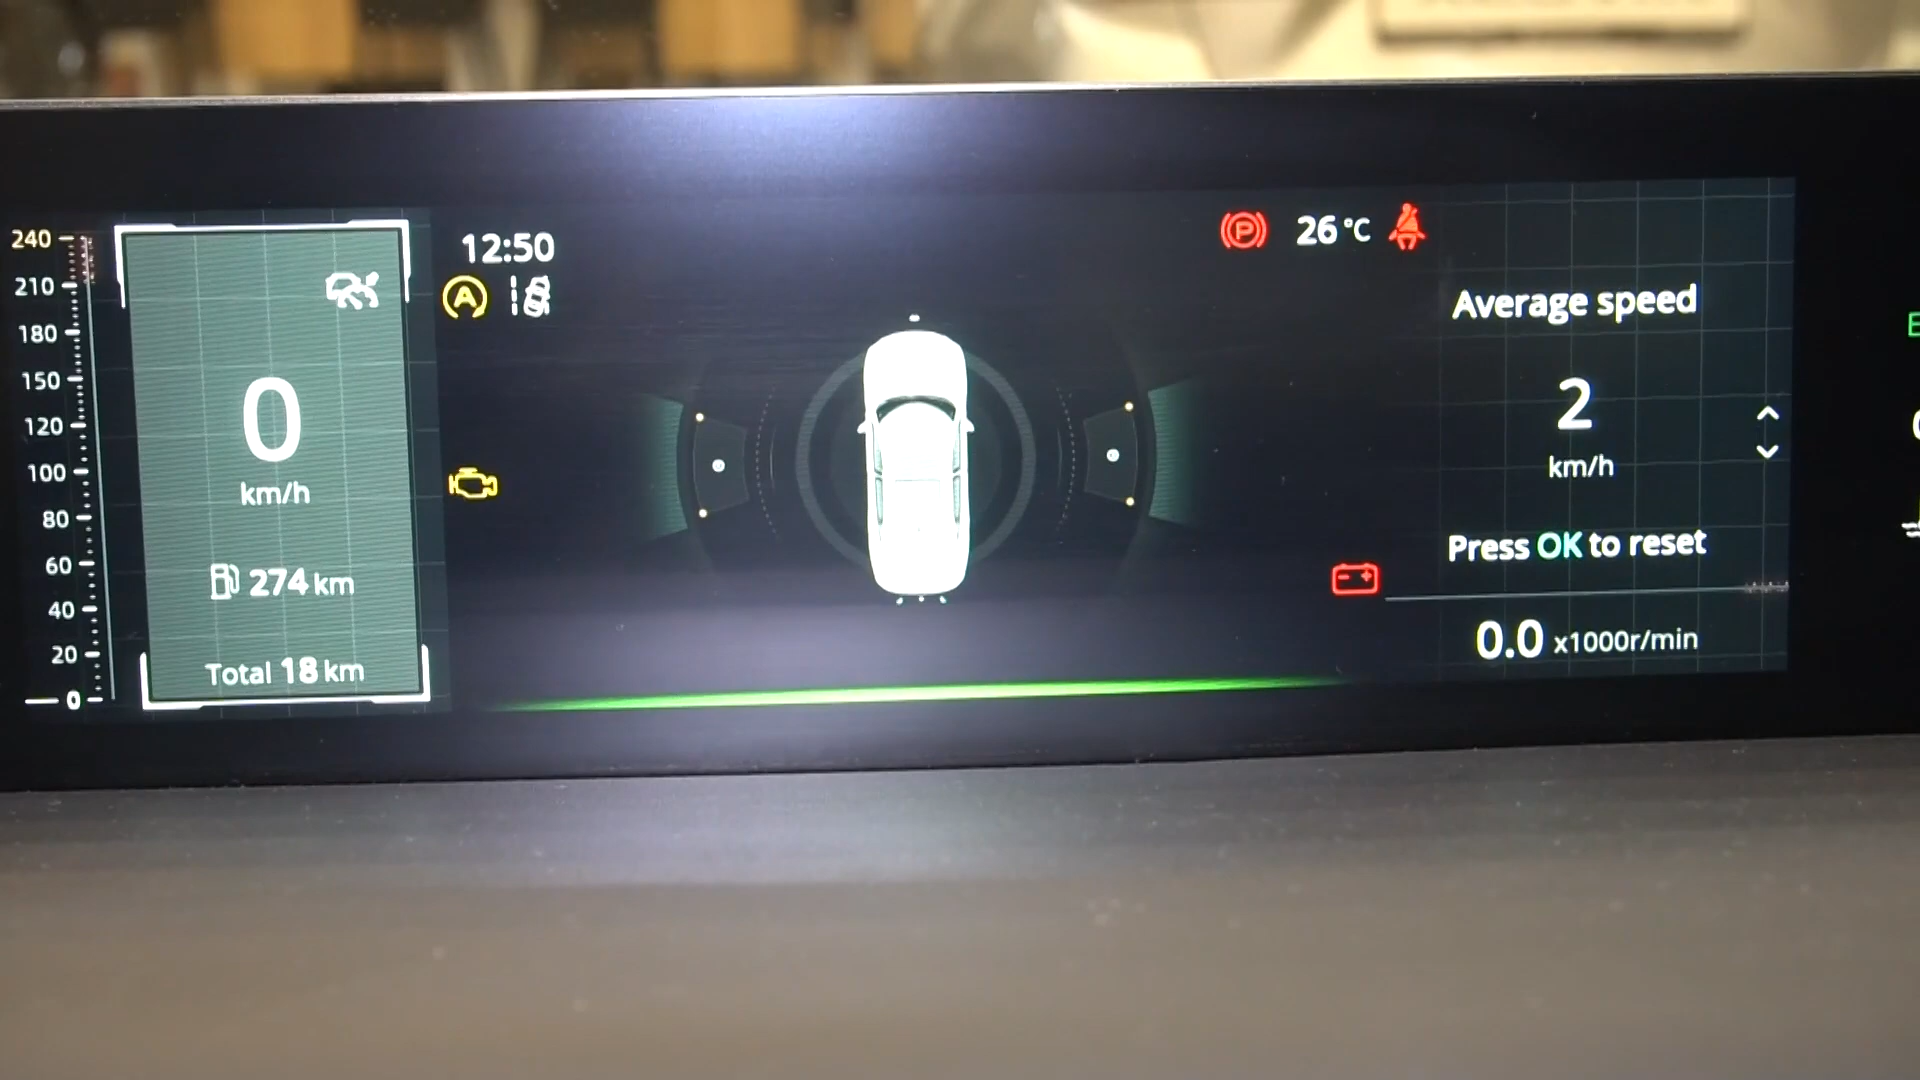 240
210
180
150
120
100
80
60
40
20
0
0
km/h
274 km
Total 18 km
12:50
A
P
26 °C
Average speed
2
km/h
Press OK to reset
0.0 x1000r/min